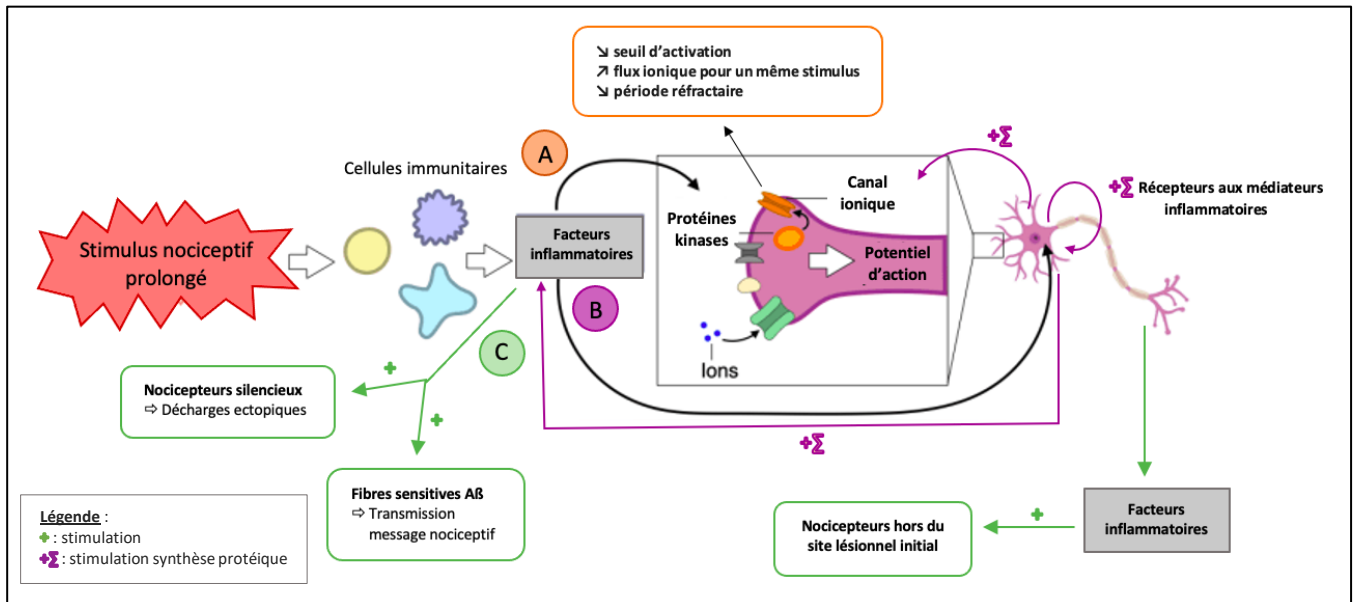 ↘ seuil d'activation
↗ flux ionique pour un même stimulus
↘ période réfractaire
A
Cellules immunitaires
Stimulus nociceptif
prolongé
Facteurs
inflammatoires
B
C
Canal
ionique
Protéines
kinases
Potentiel
d'action
Ions
+Σ
+Σ Récepteurs aux médiateurs
inflammatoires
+Σ
+
Nocicepteurs silencieux
⇨ Décharges ectopiques
+
Fibres sensitives Aß
⇨ Transmission
message nociceptif
Nocicepteurs hors du
site lésionnel initial
+
Facteurs
inflammatoires
Légende :
+ : stimulation
+Σ : stimulation synthèse protéique